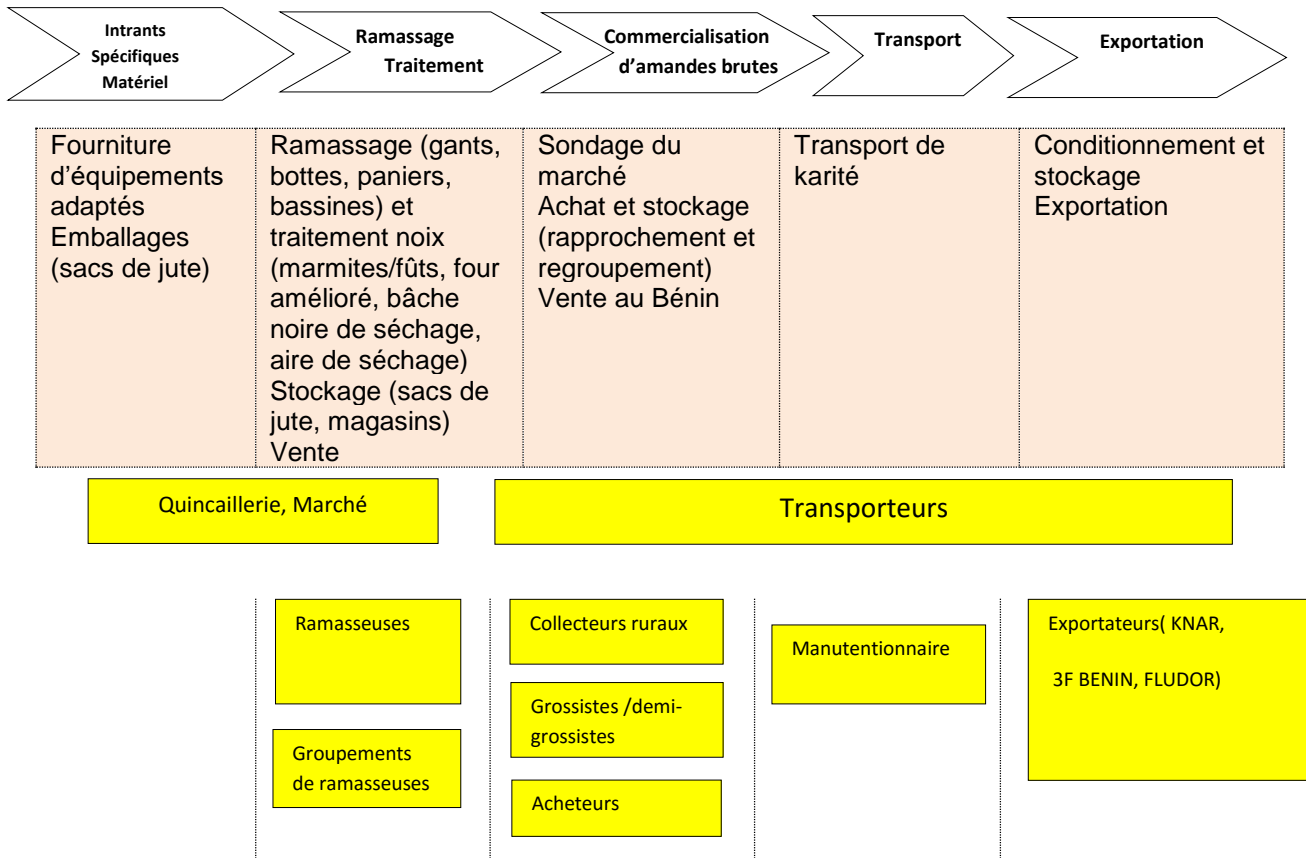 Intrants
Spécifiques
Matériel
Ramassage
Traitement
Commercialisation
d’amandes brutes
Transport
Exportation
Fourniture
d’équipements
adaptés
Emballages
(sacs de jute)
Ramassage (gants,
bottes, paniers,
bassines) et
traitement noix
(marmites/fûts, four
amélioré, bâche
noire de séchage,
aire de séchage)
Stockage (sacs de
jute, magasins)
Vente
Sondage du
marché
Achat et stockage
(rapprochement et
regroupement)
Vente au Bénin
Transport de
karité
Conditionnement et
stockage
Exportation
Quincaillerie, Marché
Transporteurs
Ramasseuses
Groupements
de ramasseuses
Collecteurs ruraux
Grossistes /demi-
grossistes
Acheteurs
Manutentionnaire
Exportateurs( KNAR,
3F BENIN, FLUDOR)